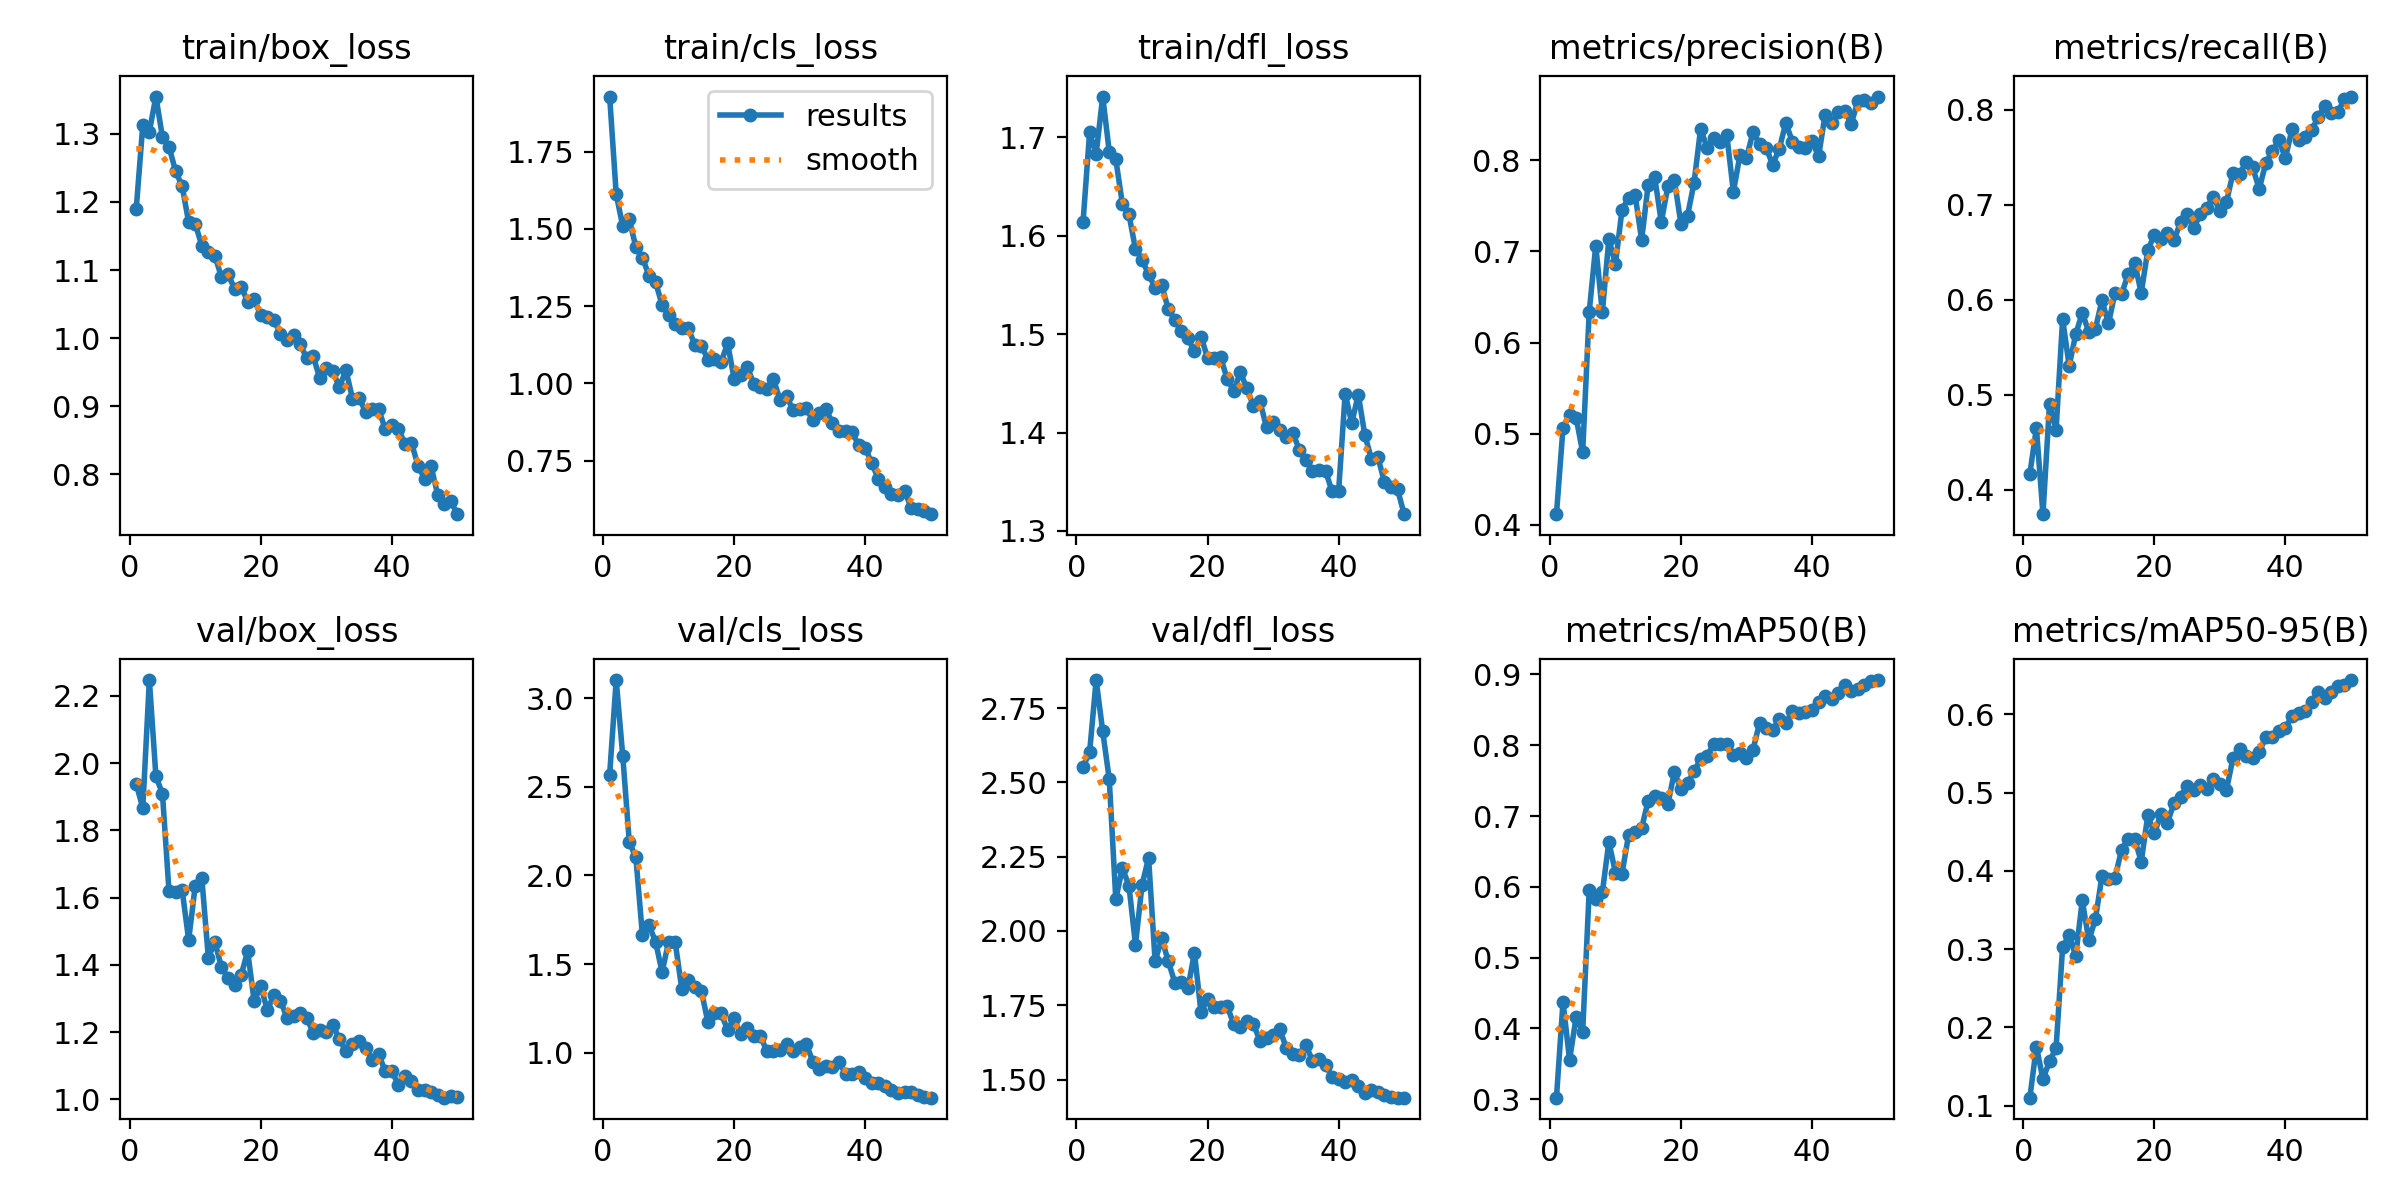 train/box_loss
1.3
1.2
1.1
1.0
0.9
0.8
0 20 40
train/cls_loss
results
smooth
1.75
1.50
1.25
1.00
0.75
0 20 40
train/dfl_loss
1.7
1.6
1.5
1.4
1.3
0 20 40
metrics/precision(B)
0.8
0.7
0.6
0.5
0.4
0 20 40
metrics/recall(B)
0.8
0.7
0.6
0.5
0.4
0 20 40
val/box_loss
2.2
2.0
1.8
1.6
1.4
1.2
1.0
0 20 40
val/cls_loss
3.0
2.5
2.0
1.5
1.0
0 20 40
val/dfl_loss
2.75
2.50
2.25
2.00
1.75
1.50
0 20 40
metrics/mAP50(B)
0.9
0.8
0.7
0.6
0.5
0.4
0.3
0 20 40
metrics/mAP50-95(B)
0.6
0.5
0.4
0.3
0.2
0.1
0 20 40